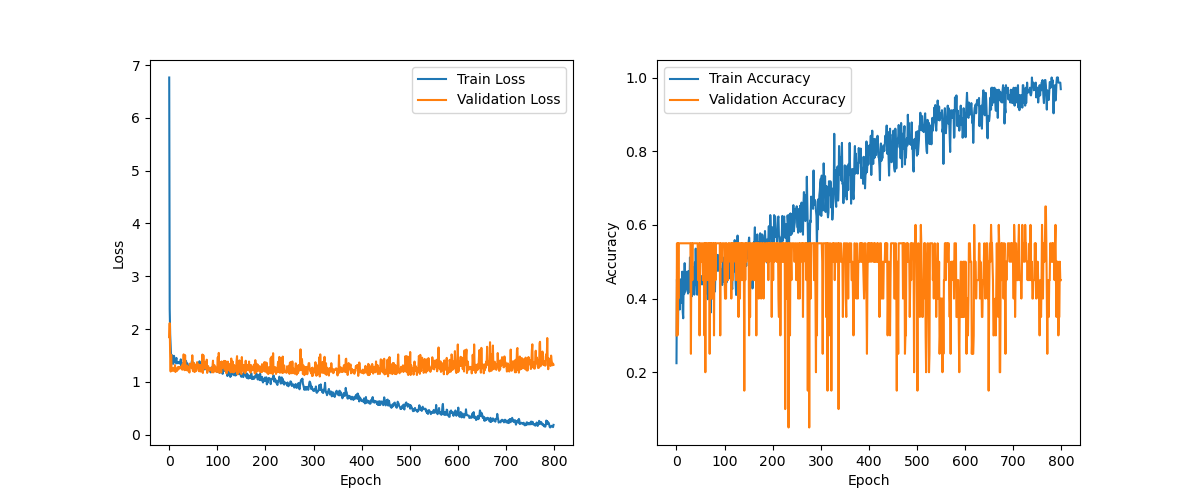 7
6
5
4
3
2
1
0
Loss
Train Loss
Validation Loss
0 100 200 300 400 500 600 700 800
Epoch
1.0
0.8
0.6
0.4
0.2
Accuracy
Train Accuracy
Validation Accuracy
0 100 200 300 400 500 600 700 800
Epoch